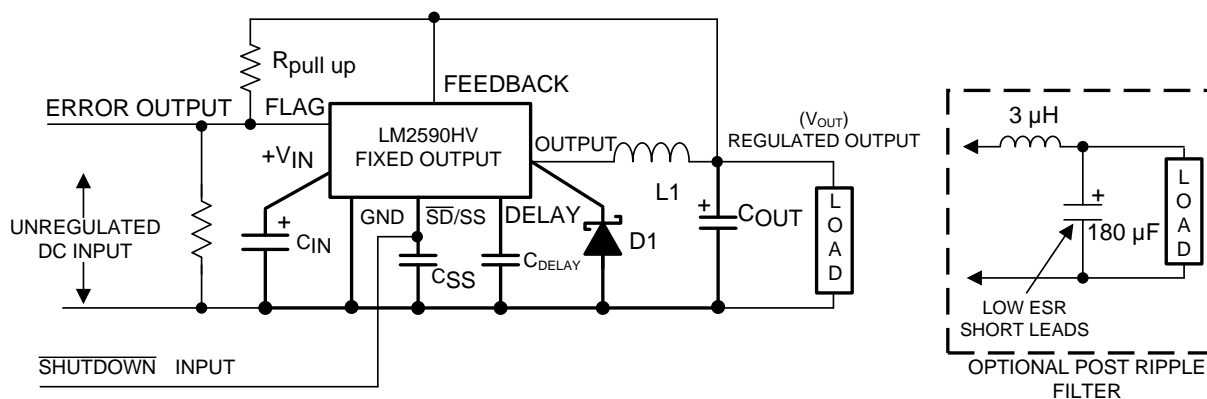 Rpull up
FEEDBACK
ERROR OUTPUT
FLAG
LM2590HV
FIXED OUTPUT
+VIN
OUTPUT
(VOUT)
REGULATED OUTPUT
L1
UNREGULATED
DC INPUT
+
CIN
GND
SD/SS
DELAY
CSS
CDELAY
D1
+
COUT
LOAD
SHUTDOWN INPUT
3 µH
+
180 µF
LOAD
LOW ESR
SHORT LEADS
OPTIONAL POST RIPPLE
FILTER